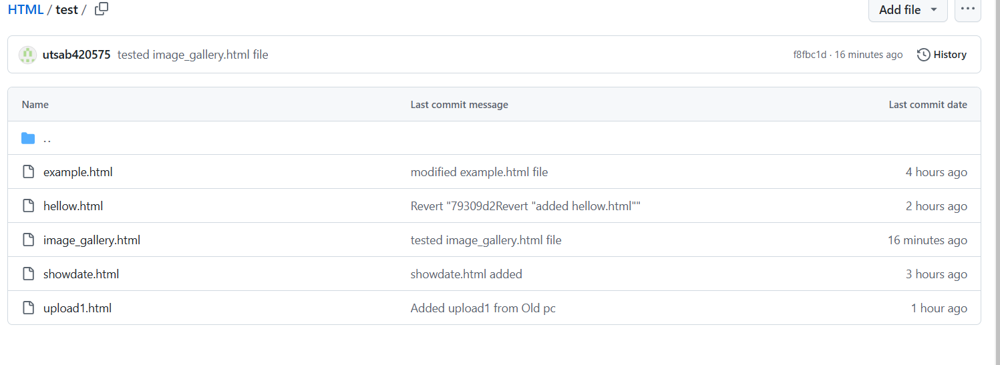 HTML / test /
Add file
utsab420575 tested image_gallery.html file f8fbc1d · 16 minutes ago History
Name Last commit message Last commit date
..
example.html modified example.html file 4 hours ago
hellow.html Revert "79309d2Revert "added hellow.html"" 2 hours ago
image_gallery.html tested image_gallery.html file 16 minutes ago
showdate.html showdate.html added 3 hours ago
upload1.html Added upload1 from Old pc 1 hour ago